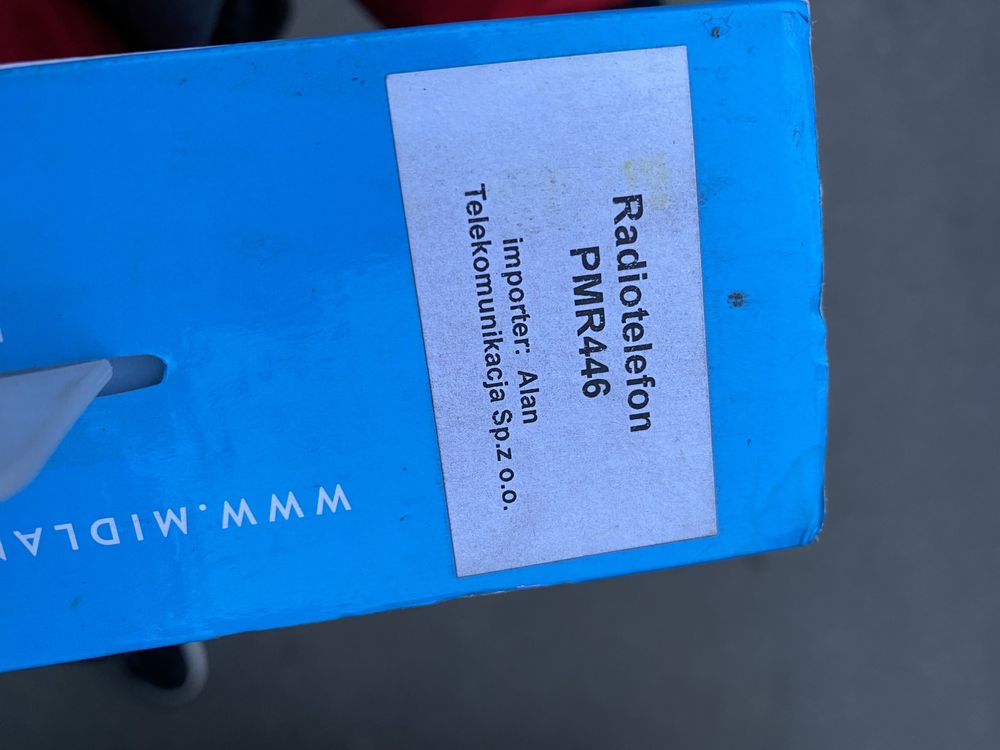 Radiotelefon
PMR446
importer: Alan
Telekomunikacja Sp.z o.o.
WWW.MIDLA